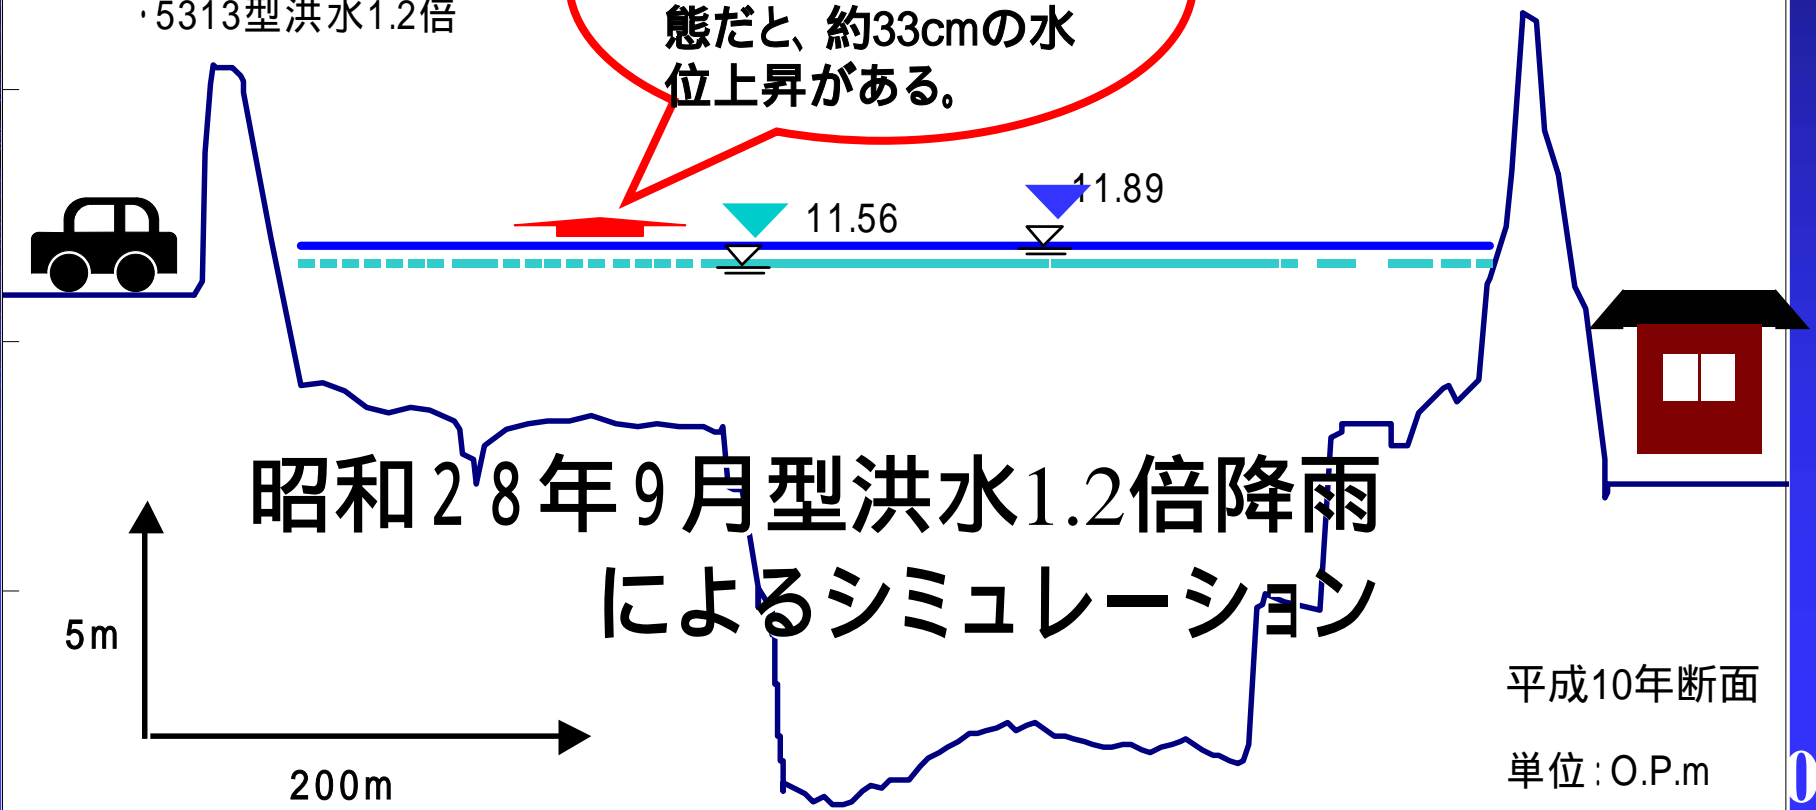 ・5313型洪水1.2倍
態だと、約33cmの水
位上昇がある。
11.89
11.56
昭和28年9月型洪水1.2倍降雨
によるシミュレーション
5m
200m
平成10年断面
単位:O.P.m
0